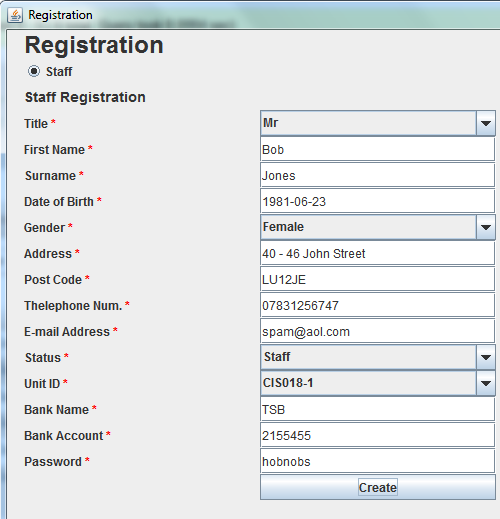 Registration
Registration
Staff
Staff Registration
Title * Mr
First Name * Bob
Surname * Jones
Date of Birth * 1981-06-23
Gender * Female
Address * 40 - 46 John Street
Post Code * LU12JE
Thelephone Num. * 07831256747
E-mail Address * spam@aol.com
Status * Staff
Unit ID * CIS018-1
Bank Name * TSB
Bank Account * 2155455
Password * hobnobs
Create